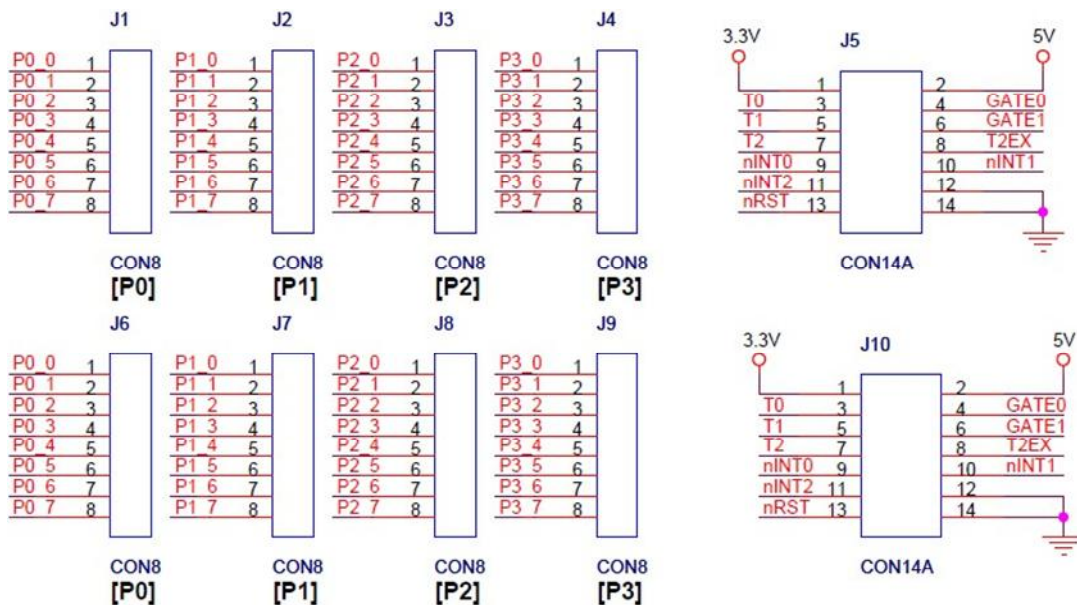 J1 J2 J3 J4 J5
3.3V 5V
P0_0 1 P1_0 1 P2_0 1 P3_0 1
P0_1 2 P1_1 2 P2_1 2 P3_1 2 1 2
P0_2 3 P1_2 3 P2_2 3 P3_2 3 T0 3 4 GATE0
P0_3 4 P1_3 4 P2_3 4 P3_3 4 T1 5 6 GATE1
P0_4 5 P1_4 5 P2_4 5 P3_4 5 T2 7 8 T2EX
P0_5 6 P1_5 6 P2_5 6 P3_5 6 nINT0 9 10 nINT1
P0_6 7 P1_6 7 P2_6 7 P3_6 7 nINT2 11 12
P0_7 8 P1_7 8 P2_7 8 P3_7 8 nRST 13 14
CON8 CON8 CON8 CON8 CON14A
[P0] [P1] [P2] [P3]
J6 J7 J8 J9 J10
3.3V 5V
P0_0 1 P1_0 1 P2_0 1 P3_0 1
P0_1 2 P1_1 2 P2_1 2 P3_1 2 1 2
P0_2 3 P1_2 3 P2_2 3 P3_2 3 T0 3 4 GATE0
P0_3 4 P1_3 4 P2_3 4 P3_3 4 T1 5 6 GATE1
P0_4 5 P1_4 5 P2_4 5 P3_4 5 T2 7 8 T2EX
P0_5 6 P1_5 6 P2_5 6 P3_5 6 nINT0 9 10 nINT1
P0_6 7 P1_6 7 P2_6 7 P3_6 7 nINT2 11 12
P0_7 8 P1_7 8 P2_7 8 P3_7 8 nRST 13 14
CON8 CON8 CON8 CON8 CON14A
[P0] [P1] [P2] [P3]